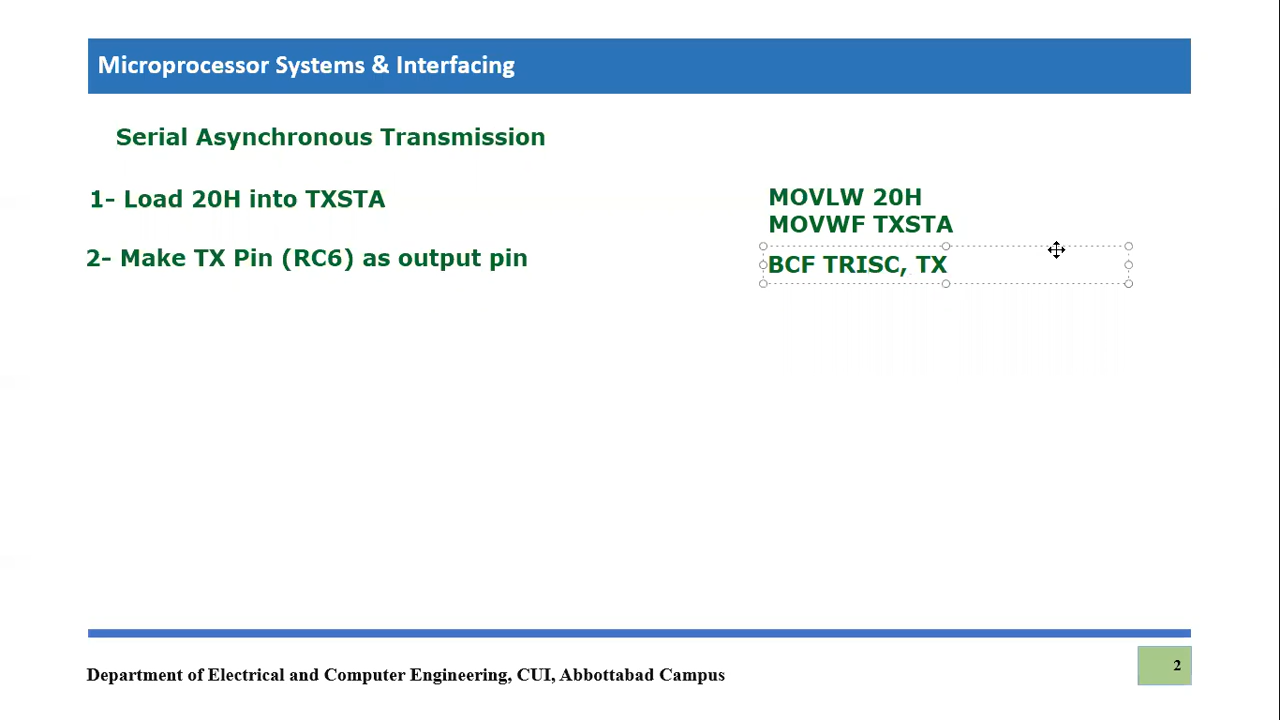 Microprocessor Systems & Interfacing
Serial Asynchronous Transmission
1- Load 20H into TXSTA
MOVLW 20H
MOVWF TXSTA
2- Make TX Pin (RC6) as output pin
BCF TRISC, TX
Department of Electrical and Computer Engineering, CUI, Abbottabad Campus
2